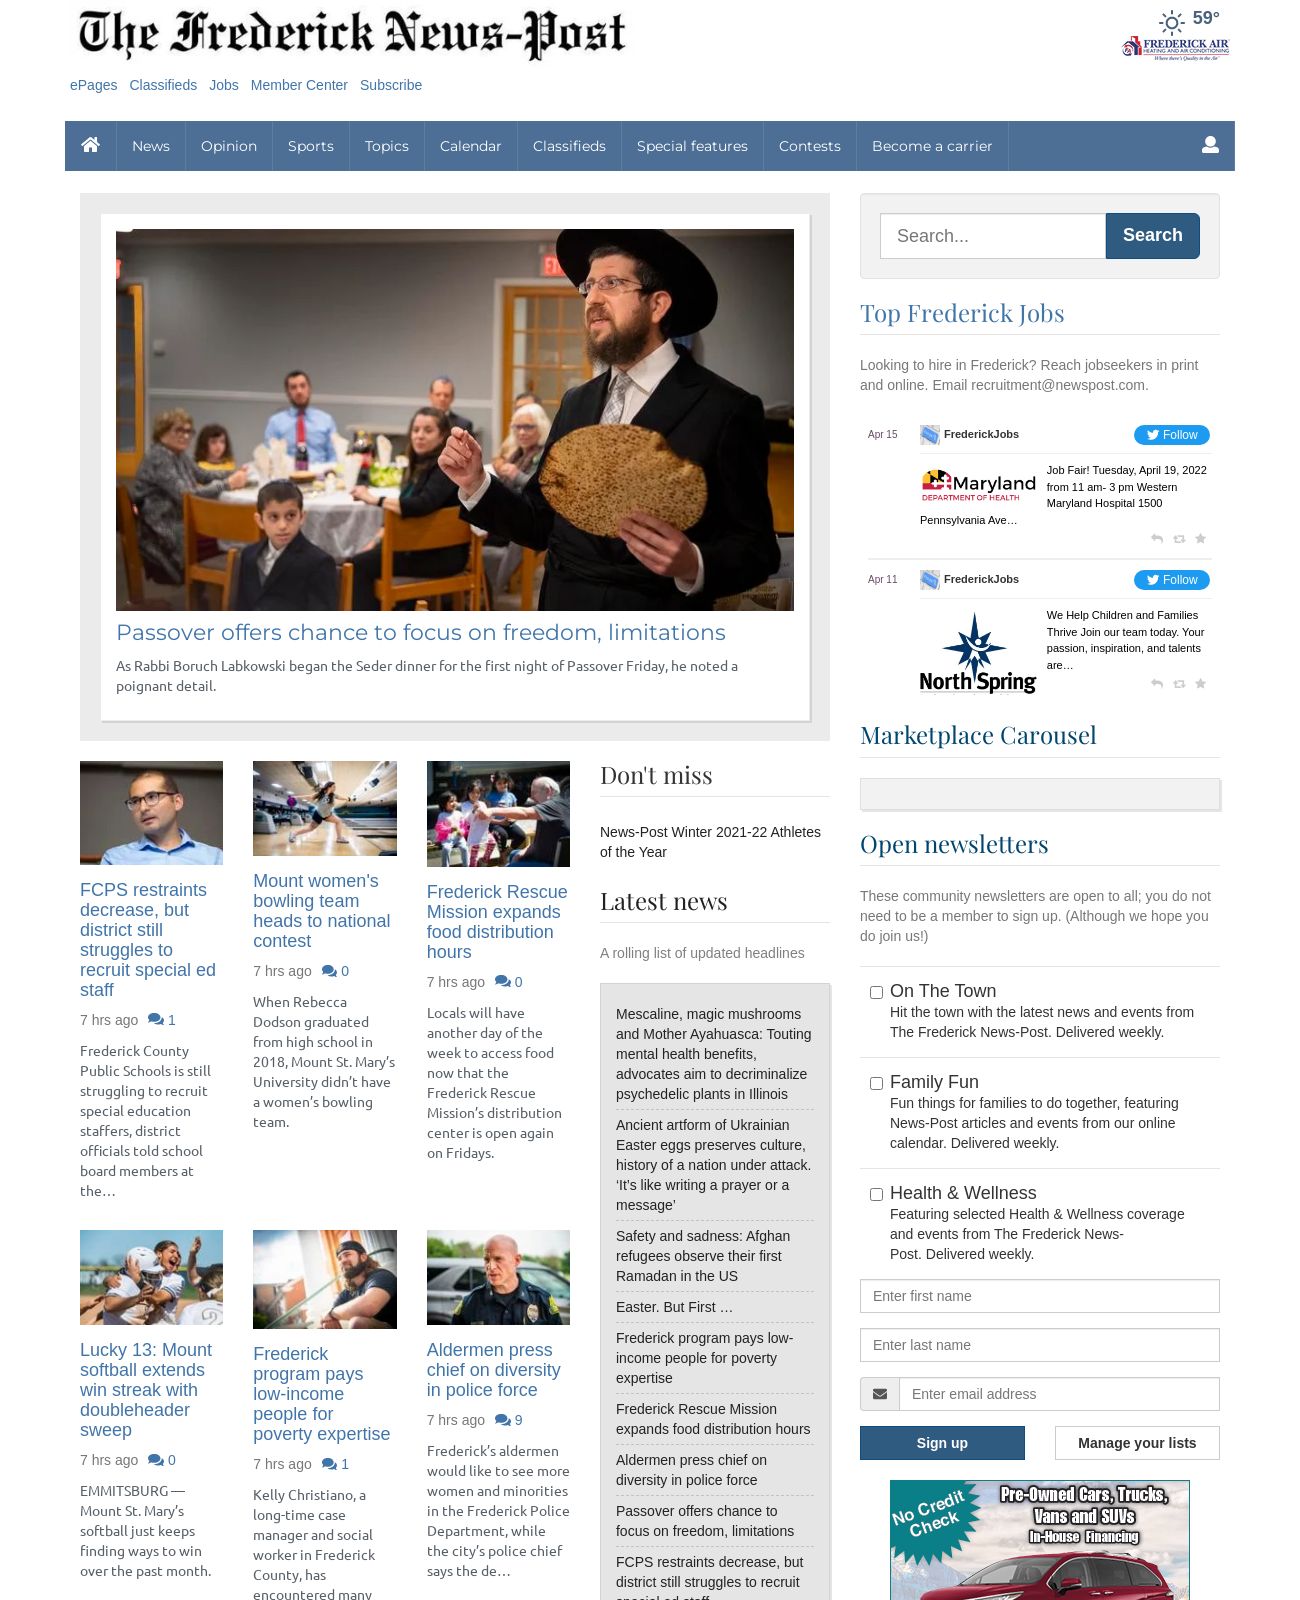 The Frederick News-Post
59°
FREDERICK AIR
HEATING AND AIR CONDITIONING
Where there's Quality in the Air
ePages Classifieds Jobs Member Center Subscribe
News Opinion Sports Topics Calendar Classifieds Special features Contests Become a carrier
Passover offers chance to focus on freedom, limitations
As Rabbi Boruch Labkowski began the Seder dinner for the first night of Passover Friday, he noted a
poignant detail.
FCPS restraints
decrease, but
district still
struggles to
recruit special ed
staff
7 hrs ago 1
Frederick County
Public Schools is still
struggling to recruit
special education
staffers, district
officials told school
board members at
the…
Mount women's
bowling team
heads to national
contest
7 hrs ago 0
When Rebecca
Dodson graduated
from high school in
2018, Mount St. Mary’s
University didn’t have
a women’s bowling
team.
Frederick Rescue
Mission expands
food distribution
hours
7 hrs ago 0
Locals will have
another day of the
week to access food
now that the
Frederick Rescue
Mission’s distribution
center is open again
on Fridays.
Lucky 13: Mount
softball extends
win streak with
doubleheader
sweep
7 hrs ago 0
EMMITSBURG —
Mount St. Mary’s
softball just keeps
finding ways to win
over the past month.
Frederick
program pays
low-income
people for
poverty expertise
7 hrs ago 1
Kelly Christiano, a
long-time case
manager and social
worker in Frederick
County, has
encountered many
Aldermen press
chief on diversity
in police force
7 hrs ago 9
Frederick’s aldermen
would like to see more
women and minorities
in the Frederick Police
Department, while
the city’s police chief
says the de…
Don't miss
News-Post Winter 2021-22 Athletes
of the Year
Latest news
A rolling list of updated headlines
Mescaline, magic mushrooms
and Mother Ayahuasca: Touting
mental health benefits,
advocates aim to decriminalize
psychedelic plants in Illinois
Ancient artform of Ukrainian
Easter eggs preserves culture,
history of a nation under attack.
‘It’s like writing a prayer or a
message’
Safety and sadness: Afghan
refugees observe their first
Ramadan in the US
Easter. But First …
Frederick program pays low-
income people for poverty
expertise
Frederick Rescue Mission
expands food distribution hours
Aldermen press chief on
diversity in police force
Passover offers chance to
focus on freedom, limitations
FCPS restraints decrease, but
district still struggles to recruit
special ed staff
Search... Search
Top Frederick Jobs
Looking to hire in Frederick? Reach jobseekers in print
and online. Email recruitment@newspost.com.
Apr 15 FrederickJobs Follow
Maryland
DEPARTMENT OF HEALTH
Job Fair! Tuesday, April 19, 2022
from 11 am- 3 pm Western
Maryland Hospital 1500
Pennsylvania Ave…
Apr 11 FrederickJobs Follow
North Spring
We Help Children and Families
Thrive Join our team today. Your
passion, inspiration, and talents
are…
Marketplace Carousel
Open newsletters
These community newsletters are open to all; you do not
need to be a member to sign up. (Although we hope you
do join us!)
On The Town
Hit the town with the latest news and events from
The Frederick News-Post. Delivered weekly.
Family Fun
Fun things for families to do together, featuring
News-Post articles and events from our online
calendar. Delivered weekly.
Health & Wellness
Featuring selected Health & Wellness coverage
and events from The Frederick News-
Post. Delivered weekly.
Enter first name
Enter last name
Enter email address
Sign up Manage your lists
No Credit
Check
Pre-Owned Cars, Trucks,
Vans and SUVs
In-House Financing